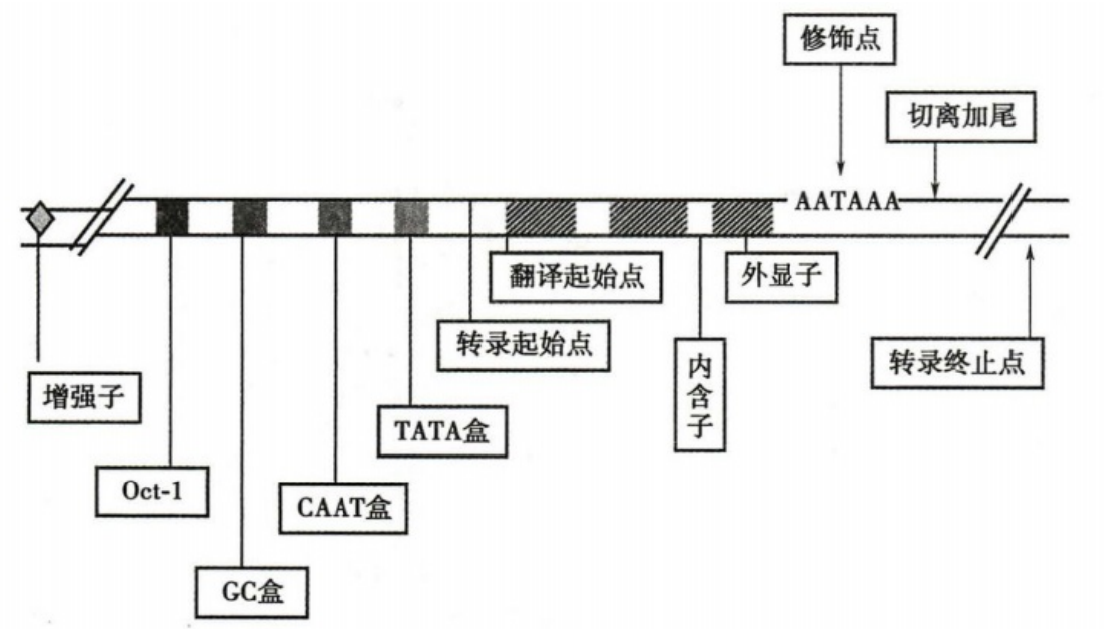 修饰点
切离加尾
AATAAA
翻译起始点
外显子
转录起始点
内含子
转录终止点
增强子
TATA盒
Oct-1
CAAT盒
GC盒